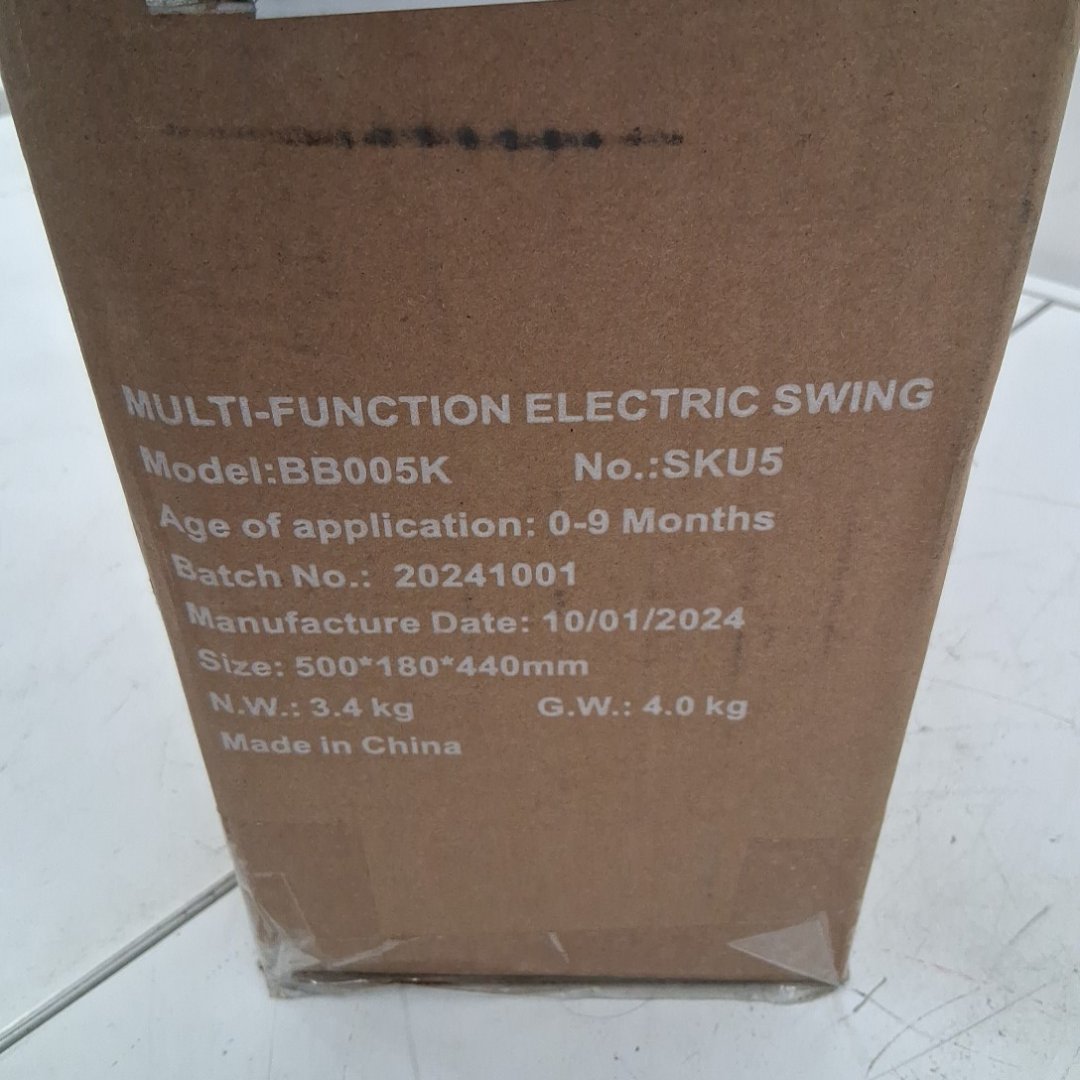 MULTI-FUNCTION ELECTRIC SWING
Model:BB005K No.:SKU5
Age of application: 0-9 Months
Batch No.: 20241001
Manufacture Date: 10/01/2024
Size: 500*180*440mm
N.W.: 3.4 kg G.W.: 4.0 kg
Made in China